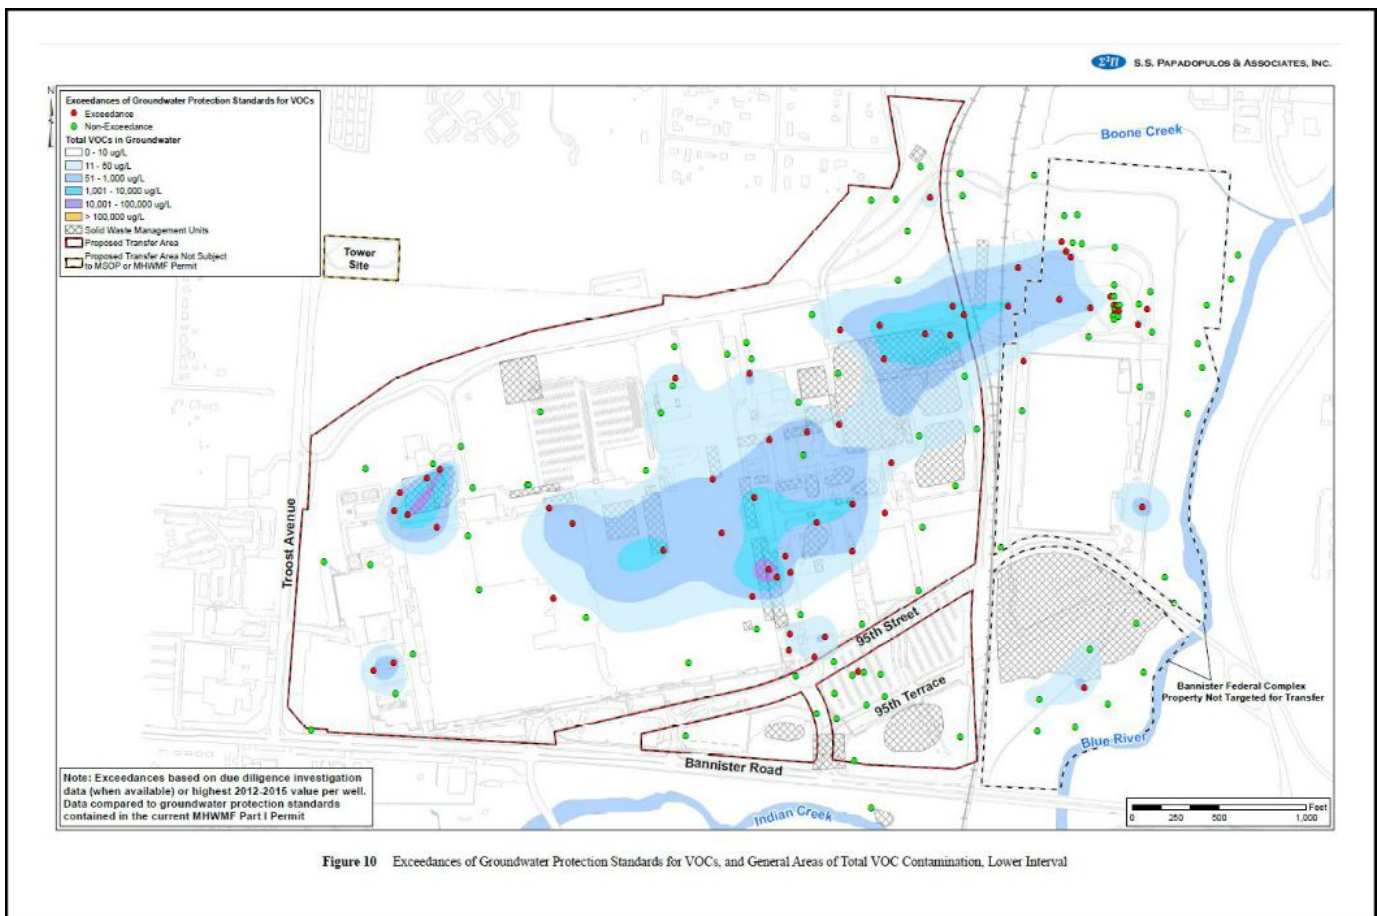 Σ²Π S.S. PAPADOPULOS & ASSOCIATES, INC.
N
Exceedances of Groundwater Protection Standards for VOCs
Exceedance
Non-Exceedance
Total VOCs in Groundwater
0 - 10 ug/L
11 - 50 ug/L
51 - 1,000 ug/L
1,001 - 10,000 ug/L
10,001 - 100,000 ug/L
> 100,000 ug/L
Solid Waste Management Units
Proposed Transfer Area
Proposed Transfer Area Not Subject
to MSOP or MHWMF Permit
Boone Creek
Tower
Site
Troost Avenue
95th Street
95th Terrace
Bannister Federal Complex
Property Not Targeted for Transfer
Blue River
Bannister Road
Indian Creek
Note: Exceedances based on due diligence investigation
data (when available) or highest 2012-2015 value per well.
Data compared to groundwater protection standards
contained in the current MHWMF Part I Permit
Feet
0 250 500 1,000
Figure 10 Exceedances of Groundwater Protection Standards for VOCs, and General Areas of Total VOC Contamination, Lower Interval